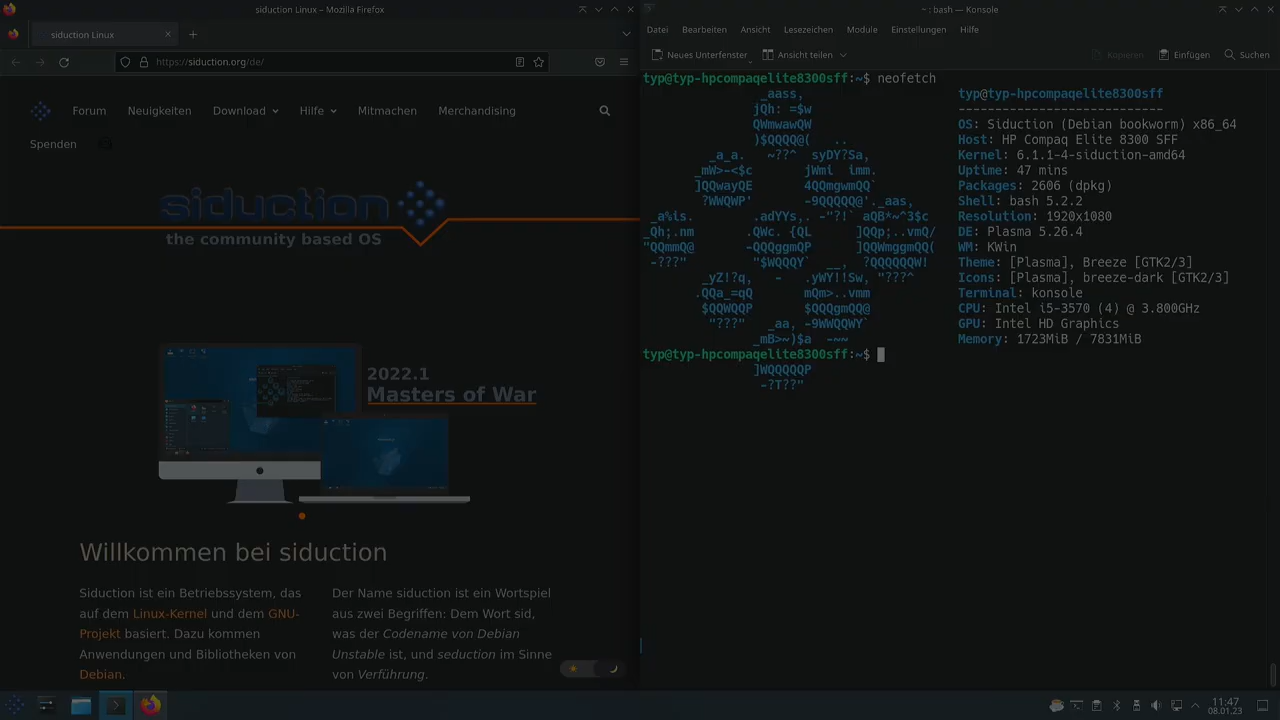 siduction Linux – Mozilla Firefox
siduction Linux
https://siduction.org/de/
Forum Neuigkeiten Download Hilfe Mitmachen Merchandising
Spenden
siduction
the community based OS
2022.1
Masters of War
Willkommen bei siduction
Siduction ist ein Betriebssystem, das
auf dem Linux-Kernel und dem GNU-
Projekt basiert. Dazu kommen
Anwendungen und Bibliotheken von
Debian.
Der Name siduction ist ein Wortspiel
aus zwei Begriffen: Dem Wort sid,
was der Codename von Debian
Unstable ist, und seduction im Sinne
von Verführung.
~ : bash — Konsole
Datei Bearbeiten Ansicht Lesezeichen Module Einstellungen Hilfe
Neues Unterfenster Ansicht teilen Kopieren Einfügen Suchen
typ@typ-hpcompaqelite8300sff:~$ neofetch
typ@typ-hpcompaqelite8300sff
----------------------------
OS: Siduction (Debian bookworm) x86_64
Host: HP Compaq Elite 8300 SFF
Kernel: 6.1.1-4-siduction-amd64
Uptime: 47 mins
Packages: 2606 (dpkg)
Shell: bash 5.2.2
Resolution: 1920x1080
DE: Plasma 5.26.4
WM: KWin
Theme: [Plasma], Breeze [GTK2/3]
Icons: [Plasma], breeze-dark [GTK2/3]
Terminal: konsole
CPU: Intel i5-3570 (4) @ 3.800GHz
GPU: Intel HD Graphics
Memory: 1723MiB / 7831MiB
typ@typ-hpcompaqelite8300sff:~$
11:47
08.01.23